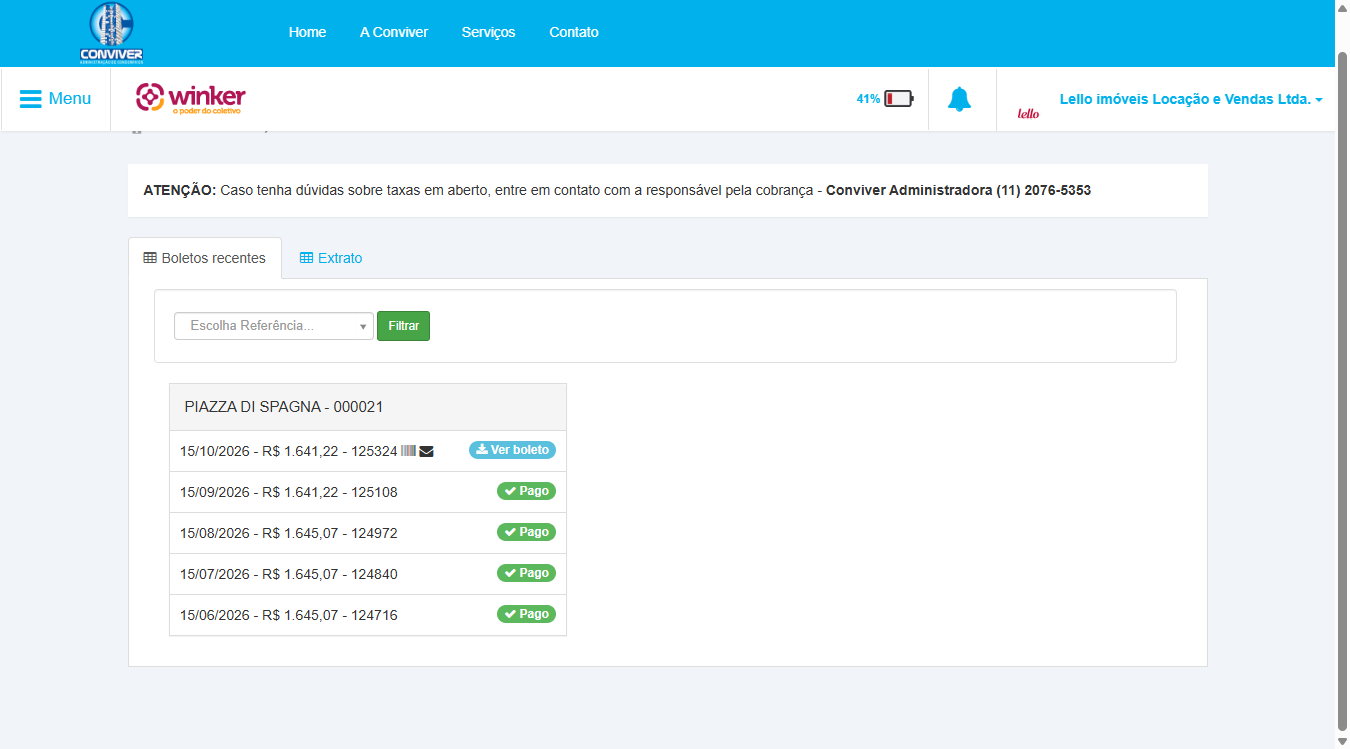 CONVIVER
Home
A Conviver
Serviços
Contato
Menu
winker
o poder do coletivo
41%
lello
Lello imóveis Locação e Vendas Ltda.
ATENÇÃO: Caso tenha dúvidas sobre taxas em aberto, entre em contato com a responsável pela cobrança - Conviver Administradora (11) 2076-5353
Boletos recentes
Extrato
Escolha Referência...
Filtrar
PIAZZA DI SPAGNA - 000021
15/10/2026 - R$ 1.641,22 - 125324 Ver boleto
15/09/2026 - R$ 1.641,22 - 125108 Pago
15/08/2026 - R$ 1.645,07 - 124972 Pago
15/07/2026 - R$ 1.645,07 - 124840 Pago
15/06/2026 - R$ 1.645,07 - 124716 Pago